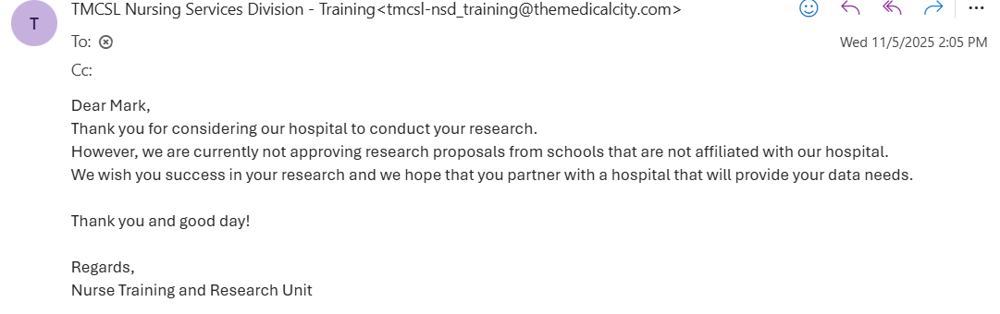 T
TMCSL Nursing Services Division - Training<tmcsl-nsd_training@themedicalcity.com>
To:
Wed 11/5/2025 2:05 PM
Cc:
Dear Mark,
Thank you for considering our hospital to conduct your research.
However, we are currently not approving research proposals from schools that are not affiliated with our hospital.
We wish you success in your research and we hope that you partner with a hospital that will provide your data needs.
Thank you and good day!
Regards,
Nurse Training and Research Unit